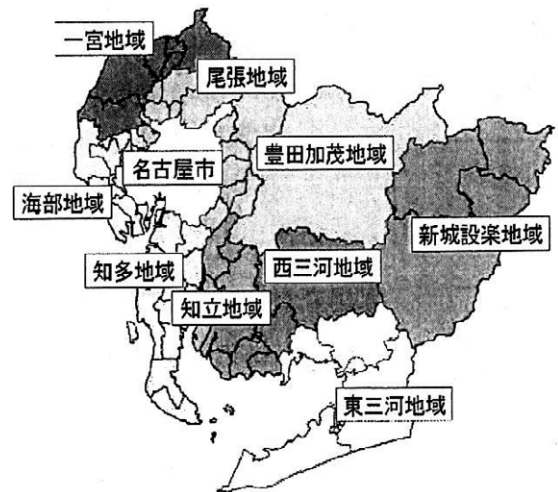 一宮地域
尾張地域
豊田加茂地域
名古屋市
海部地域
新城設楽地域
知多地域
西三河地域
知立地域
東三河地域